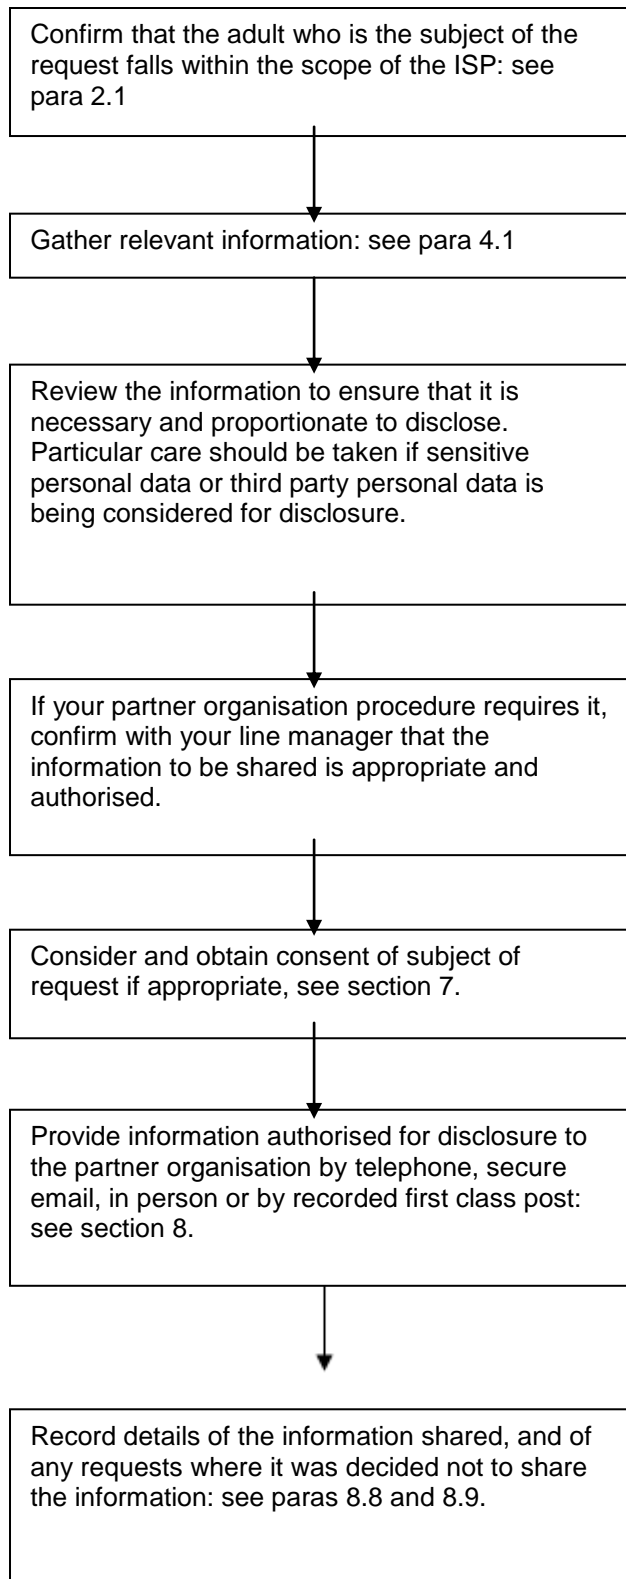 Confirm that the adult who is the subject of the
request falls within the scope of the ISP: see
para 2.1
Gather relevant information: see para 4.1
Review the information to ensure that it is
necessary and proportionate to disclose.
Particular care should be taken if sensitive
personal data or third party personal data is
being considered for disclosure.
If your partner organisation procedure requires it,
confirm with your line manager that the
information to be shared is appropriate and
authorised.
Consider and obtain consent of subject of
request if appropriate, see section 7.
Provide information authorised for disclosure to
the partner organisation by telephone, secure
email, in person or by recorded first class post:
see section 8.
Record details of the information shared, and of
any requests where it was decided not to share
the information: see paras 8.8 and 8.9.